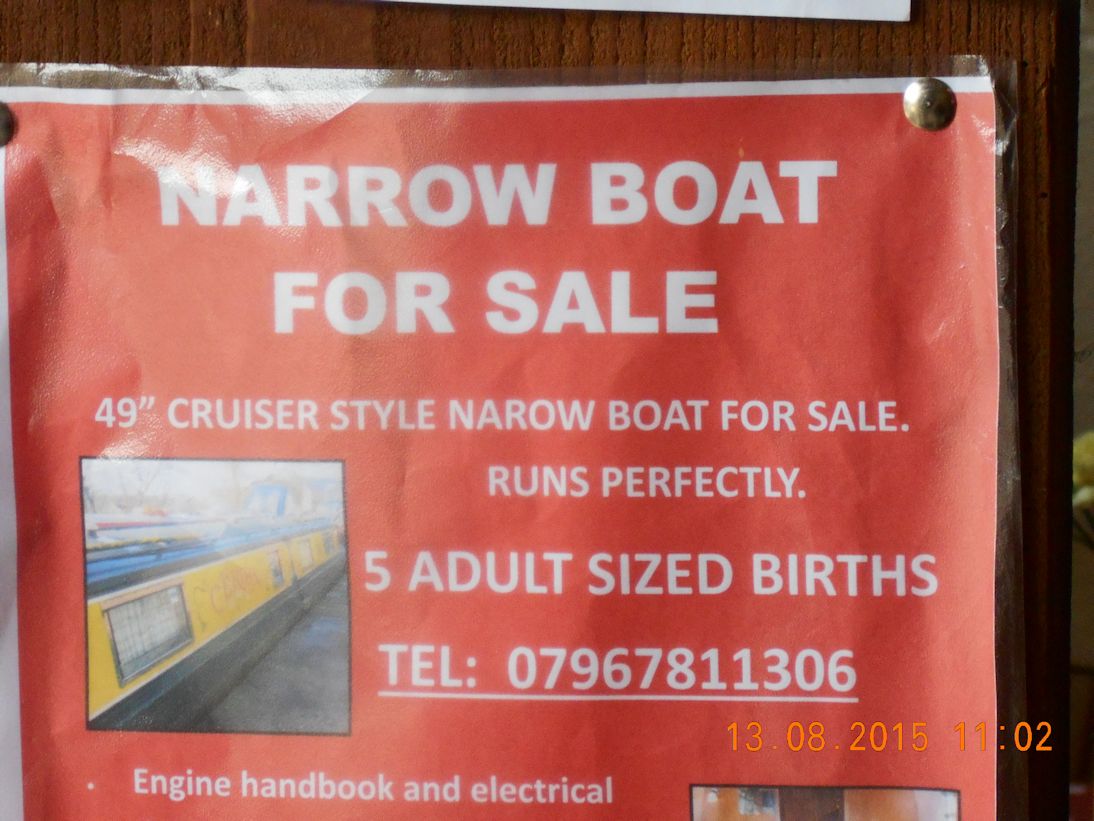 NARROW BOAT
FOR SALE
49” CRUISER STYLE NAROW BOAT FOR SALE.
RUNS PERFECTLY.
5 ADULT SIZED BIRTHS
TEL: 07967811306
13.08.2015 11:02
. Engine handbook and electrical